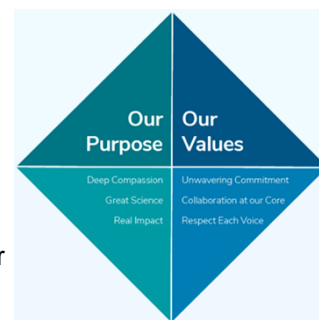 Our
Purpose
Our
Values
Deep Compassion
Great Science
Real Impact
Unwavering Commitment
Collaboration at our Core
Respect Each Voice
r